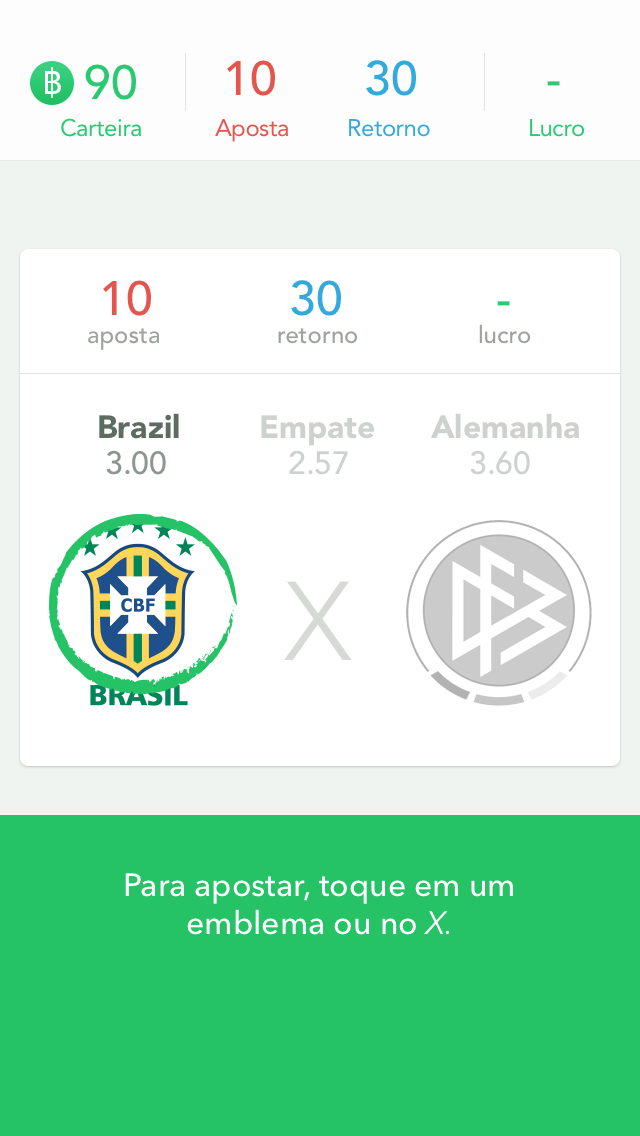 ฿ 90 10 30 -
Carteira Aposta Retorno Lucro
10 30 -
aposta retorno lucro
Brazil Empate Alemanha
3.00 2.57 3.60
CBF
X
DFB
BRASIL
Para apostar, toque em um
emblema ou no X.